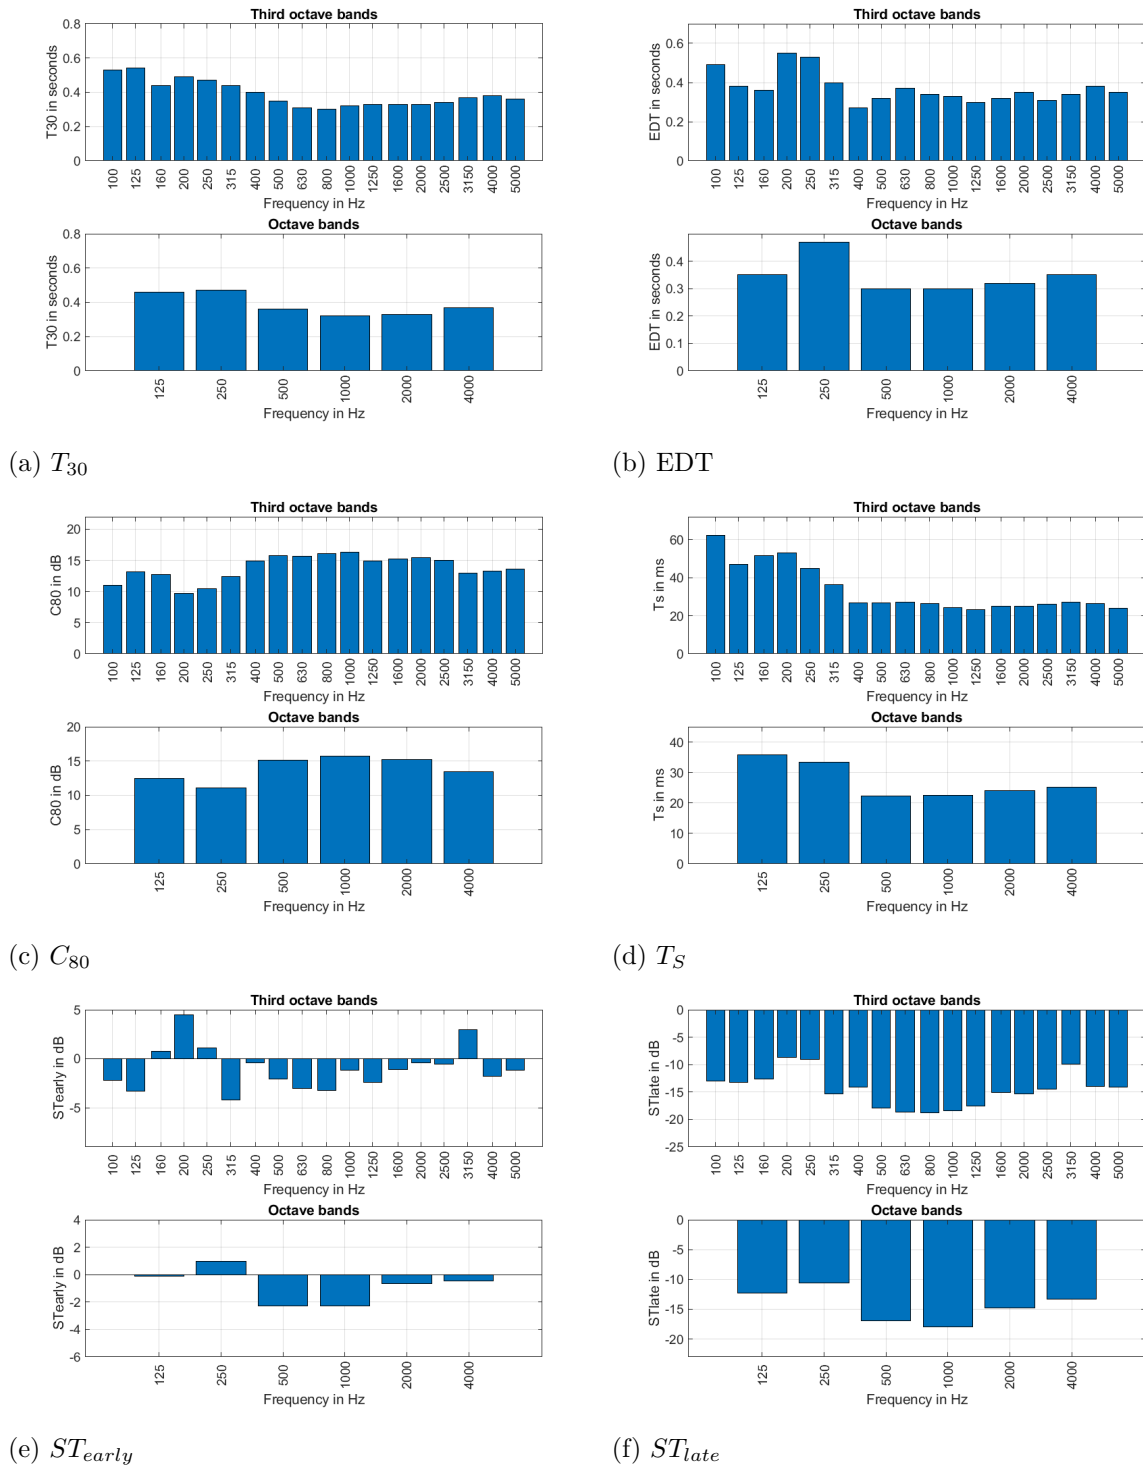 Third octave bands
T30 in seconds
0.8
0.6
0.4
0.2
0
100 125 160 200 250 315 400 500 630 800 1000 1250 1600 2000 2500 3150 4000 5000
Frequency in Hz
Octave bands
T30 in seconds
0.8
0.6
0.4
0.2
0
125 250 500 1000 2000 4000
Frequency in Hz
(a) T30
Third octave bands
EDT in seconds
0.6
0.4
0.2
0
100 125 160 200 250 315 400 500 630 800 1000 1250 1600 2000 2500 3150 4000 5000
Frequency in Hz
Octave bands
EDT in seconds
0.4
0.3
0.2
0.1
0
125 250 500 1000 2000 4000
Frequency in Hz
(b) EDT
Third octave bands
C80 in dB
20
15
10
5
0
100 125 160 200 250 315 400 500 630 800 1000 1250 1600 2000 2500 3150 4000 5000
Frequency in Hz
Octave bands
C80 in dB
20
15
10
5
0
125 250 500 1000 2000 4000
Frequency in Hz
(c) C80
Third octave bands
Ts in ms
60
40
20
0
100 125 160 200 250 315 400 500 630 800 1000 1250 1600 2000 2500 3150 4000 5000
Frequency in Hz
Octave bands
Ts in ms
40
30
20
10
0
125 250 500 1000 2000 4000
Frequency in Hz
(d) TS
Third octave bands
STearly in dB
5
0
-5
100 125 160 200 250 315 400 500 630 800 1000 1250 1600 2000 2500 3150 4000 5000
Frequency in Hz
Octave bands
STearly in dB
4
2
0
-2
-4
-6
125 250 500 1000 2000 4000
Frequency in Hz
(e) STearly
Third octave bands
STlate in dB
0
-5
-10
-15
-20
-25
100 125 160 200 250 315 400 500 630 800 1000 1250 1600 2000 2500 3150 4000 5000
Frequency in Hz
Octave bands
STlate in dB
0
-5
-10
-15
-20
125 250 500 1000 2000 4000
Frequency in Hz
(f) STlate